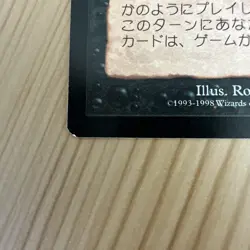 かのようにプレイし
このターンにあなた
カードは、ゲームか
Illus. Ro
©1993-1998 Wizards